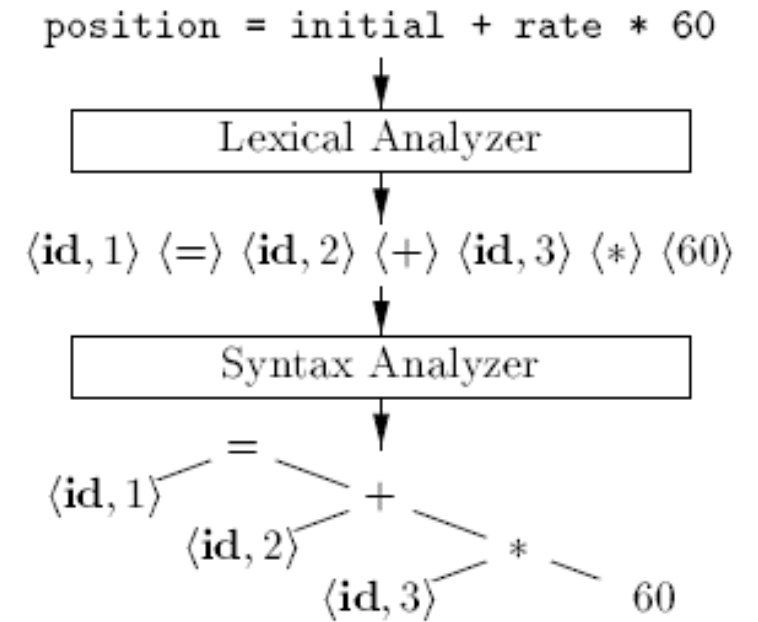 position = initial + rate * 60
Lexical Analyzer
⟨id, 1⟩ ⟨=⟩ ⟨id, 2⟩ ⟨+⟩ ⟨id, 3⟩ ⟨*⟩ ⟨60⟩
Syntax Analyzer
=
⟨id, 1⟩ +
⟨id, 2⟩ *
⟨id, 3⟩ 60